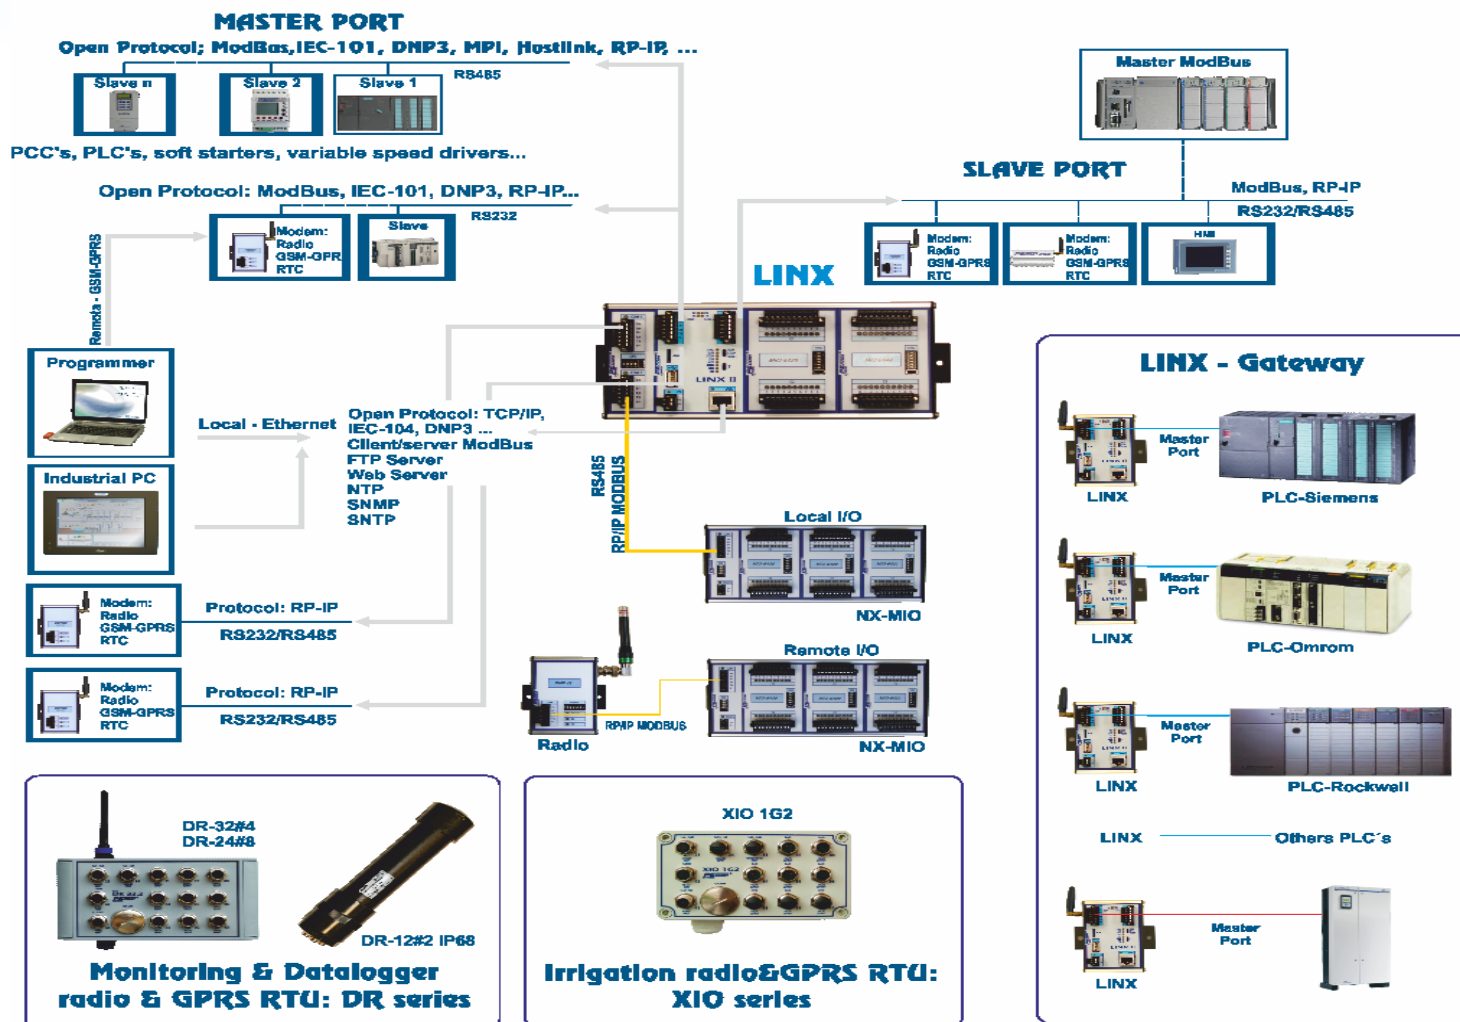 MASTER PORT
Open Protocol; ModBas,IEC-101, DNP3, MPI, Hostlink, RP-IP, ...
RS485
Slave n
Slave 2
Slave 1
PCC's, PLC's, soft starters, variable speed drivers...
Open Protocol: ModBus, IEC-101, DNP3, RP-IP...
RS232
Modem:
Radio
GSM-GPR
RTC
Slave
Remota - GSM-GPRS
Master ModBus
SLAVE PORT
ModBus, RP-IP
RS232/RS485
Modem:
Radio
GSM-GPRS
RTC
Modem:
Radio
GSM-GPRS
RTC
HMI
LINX
LINX II
Programmer
Local - Ethernet
Industrial PC
Open Protocol: TCP/IP,
IEC-104, DNP3 ...
Client/server ModBus
FTP Server
Web Server
NTP
SNMP
SNTP
RS485
RP/IP MODBUS
Modem:
Radio
GSM-GPRS
RTC
Protocol: RP-IP
RS232/RS485
Modem:
Radio
GSM-GPRS
RTC
Protocol: RP-IP
RS232/RS485
Local I/O
NX-MIO
Remote I/O
NX-MIO
Radio
RP/IP MODBUS
LINX - Gateway
Master
Port
LINX
PLC-Siemens
Master
Port
LINX
PLC-Omrom
Master
Port
LINX
PLC-Rockwell
LINX
Others PLC´s
Master
Port
LINX
DR-32#4
DR-24#8
DR-12#2 IP68
Monitoring & Datalogger
radio & GPRS RTU: DR series
XIO 1G2
XIO 1G2
Irrigation radio&GPRS RTU:
XIO series